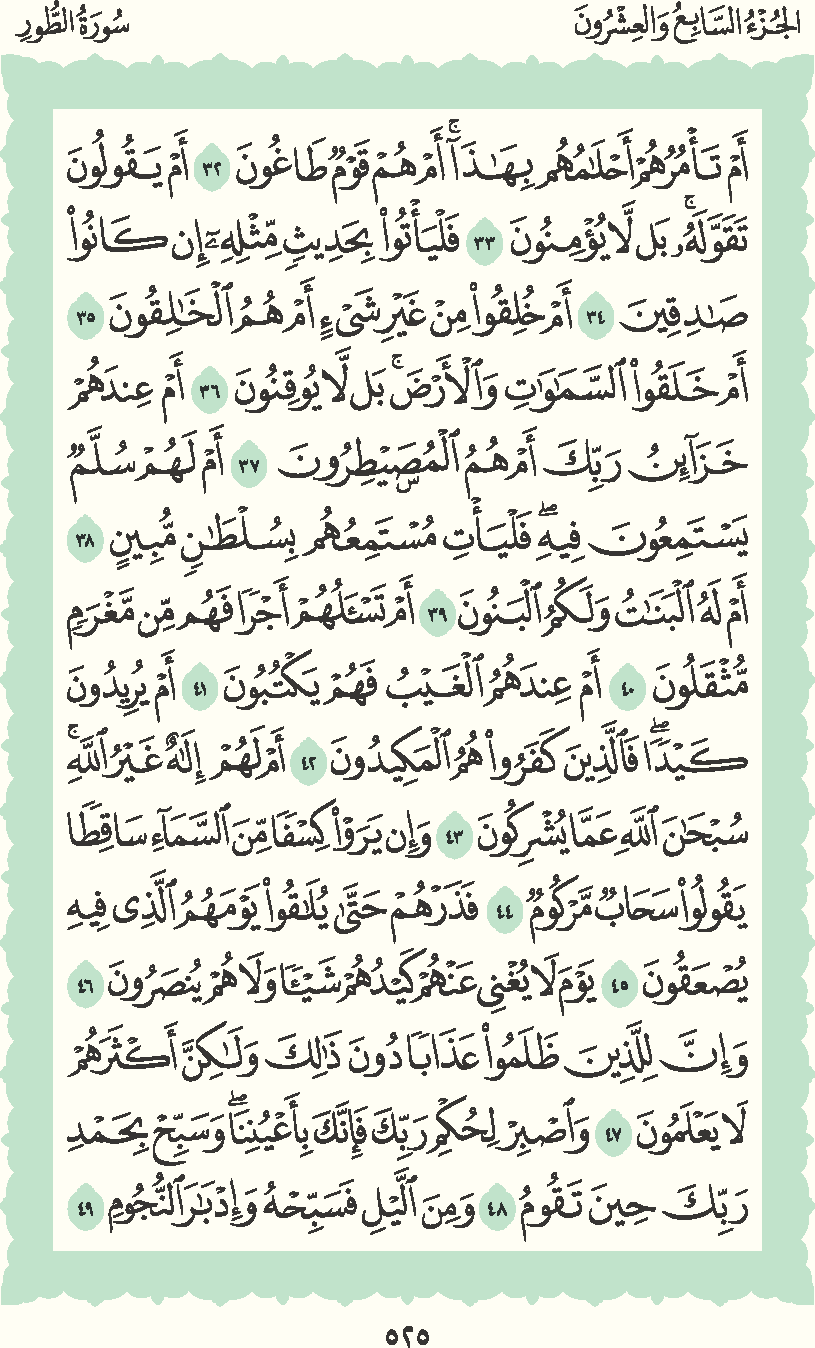 الجُزْءُ السَّابِعُ وَالعِشْرُونَ
سُورَةُ الطُّورِ
أَمْ تَأْمُرُهُمْ أَحْلَٰمُهُم بِهَٰذَآۚ أَمْ هُمْ قَوْمٌ طَاغُونَ ٣٢ أَمْ يَقُولُونَ
تَقَوَّلَهُۥۚ بَل لَّا يُؤْمِنُونَ ٣٣ فَلْيَأْتُوا۟ بِحَدِيثٍ مِّثْلِهِۦٓ إِن كَانُوا۟
صَٰدِقِينَ ٣٤ أَمْ خُلِقُوا۟ مِنْ غَيْرِ شَىْءٍ أَمْ هُمُ ٱلْخَٰلِقُونَ ٣٥
أَمْ خَلَقُوا۟ ٱلسَّمَٰوَٰتِ وَٱلْأَرْضَۚ بَل لَّا يُوقِنُونَ ٣٦ أَمْ عِندَهُمْ
خَزَآئِنُ رَبِّكَ أَمْ هُمُ ٱلْمُصَۣيْطِرُونَ ٣٧ أَمْ لَهُمْ سُلَّمٌ
يَسْتَمِعُونَ فِيهِۖ فَلْيَأْتِ مُسْتَمِعُهُم بِسُلْطَٰنٍ مُّبِينٍ ٣٨
أَمْ لَهُ ٱلْبَنَٰتُ وَلَكُمُ ٱلْبَنُونَ ٣٩ أَمْ تَسْـَٔلُهُمْ أَجْرًا فَهُم مِّن مَّغْرَمٍ
مُّثْقَلُونَ ٤٠ أَمْ عِندَهُمُ ٱلْغَيْبُ فَهُمْ يَكْتُبُونَ ٤١ أَمْ يُرِيدُونَ
كَيْدًاۖ فَٱلَّذِينَ كَفَرُوا۟ هُمُ ٱلْمَكِيدُونَ ٤٢ أَمْ لَهُمْ إِلَٰهٌ غَيْرُ ٱللَّهِۚ
سُبْحَٰنَ ٱللَّهِ عَمَّا يُشْرِكُونَ ٤٣ وَإِن يَرَوْا۟ كِسْفًا مِّنَ ٱلسَّمَآءِ سَاقِطًا
يَقُولُوا۟ سَحَابٌ مَّرْكُومٌ ٤٤ فَذَرْهُمْ حَتَّىٰ يُلَٰقُوا۟ يَوْمَهُمُ ٱلَّذِى فِيهِ
يُصْعَقُونَ ٤٥ يَوْمَ لَا يُغْنِى عَنْهُمْ كَيْدُهُمْ شَيْـًٔا وَلَا هُمْ يُنصَرُونَ ٤٦
وَإِنَّ لِلَّذِينَ ظَلَمُوا۟ عَذَابًا دُونَ ذَٰلِكَ وَلَٰكِنَّ أَكْثَرَهُمْ
لَا يَعْلَمُونَ ٤٧ وَٱصْبِرْ لِحُكْمِ رَبِّكَ فَإِنَّكَ بِأَعْيُنِنَاۖ وَسَبِّحْ بِحَمْدِ
رَبِّكَ حِينَ تَقُومُ ٤٨ وَمِنَ ٱلَّيْلِ فَسَبِّحْهُ وَإِدْبَٰرَ ٱلنُّجُومِ ٤٩
٥٢٥